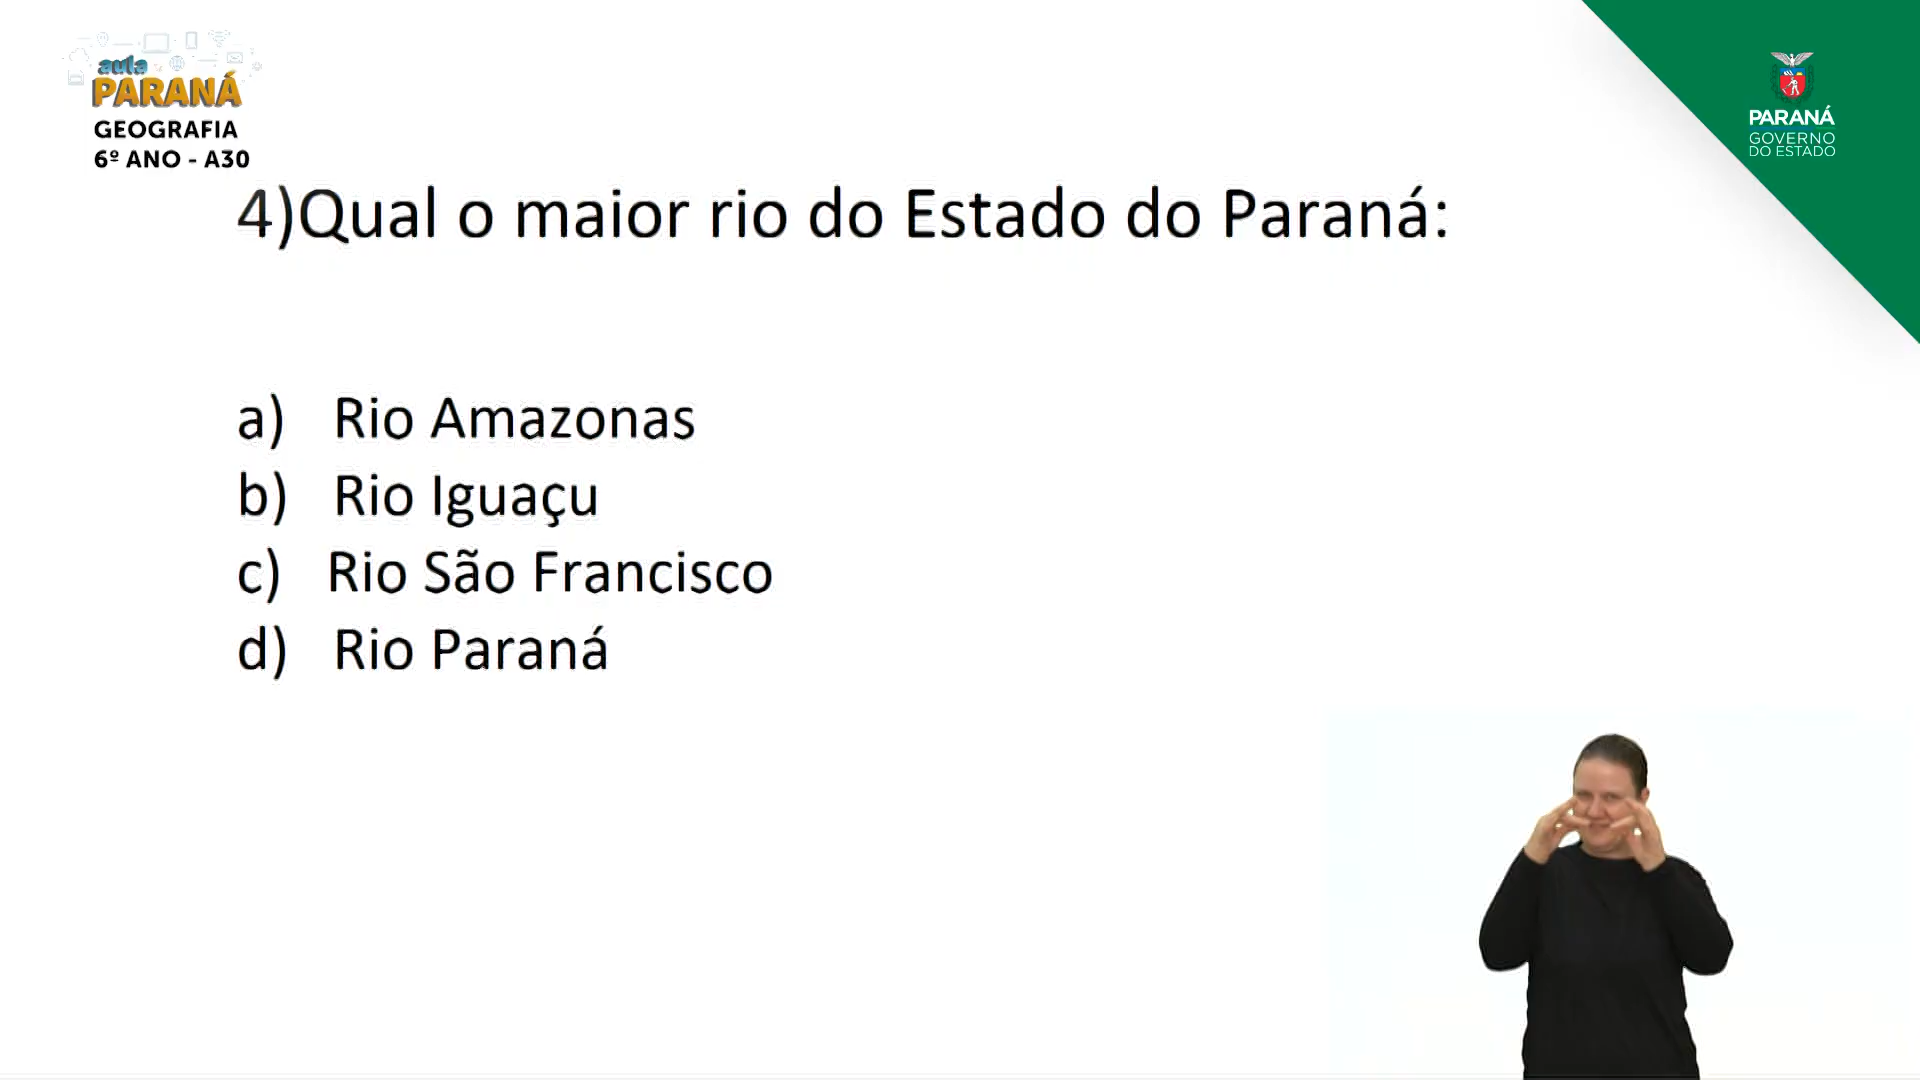 aula
PARANÁ
GEOGRAFIA
6º ANO - A30
PARANÁ
GOVERNO
DO ESTADO
4)Qual o maior rio do Estado do Paraná:
a) Rio Amazonas
b) Rio Iguaçu
c) Rio São Francisco
d) Rio Paraná